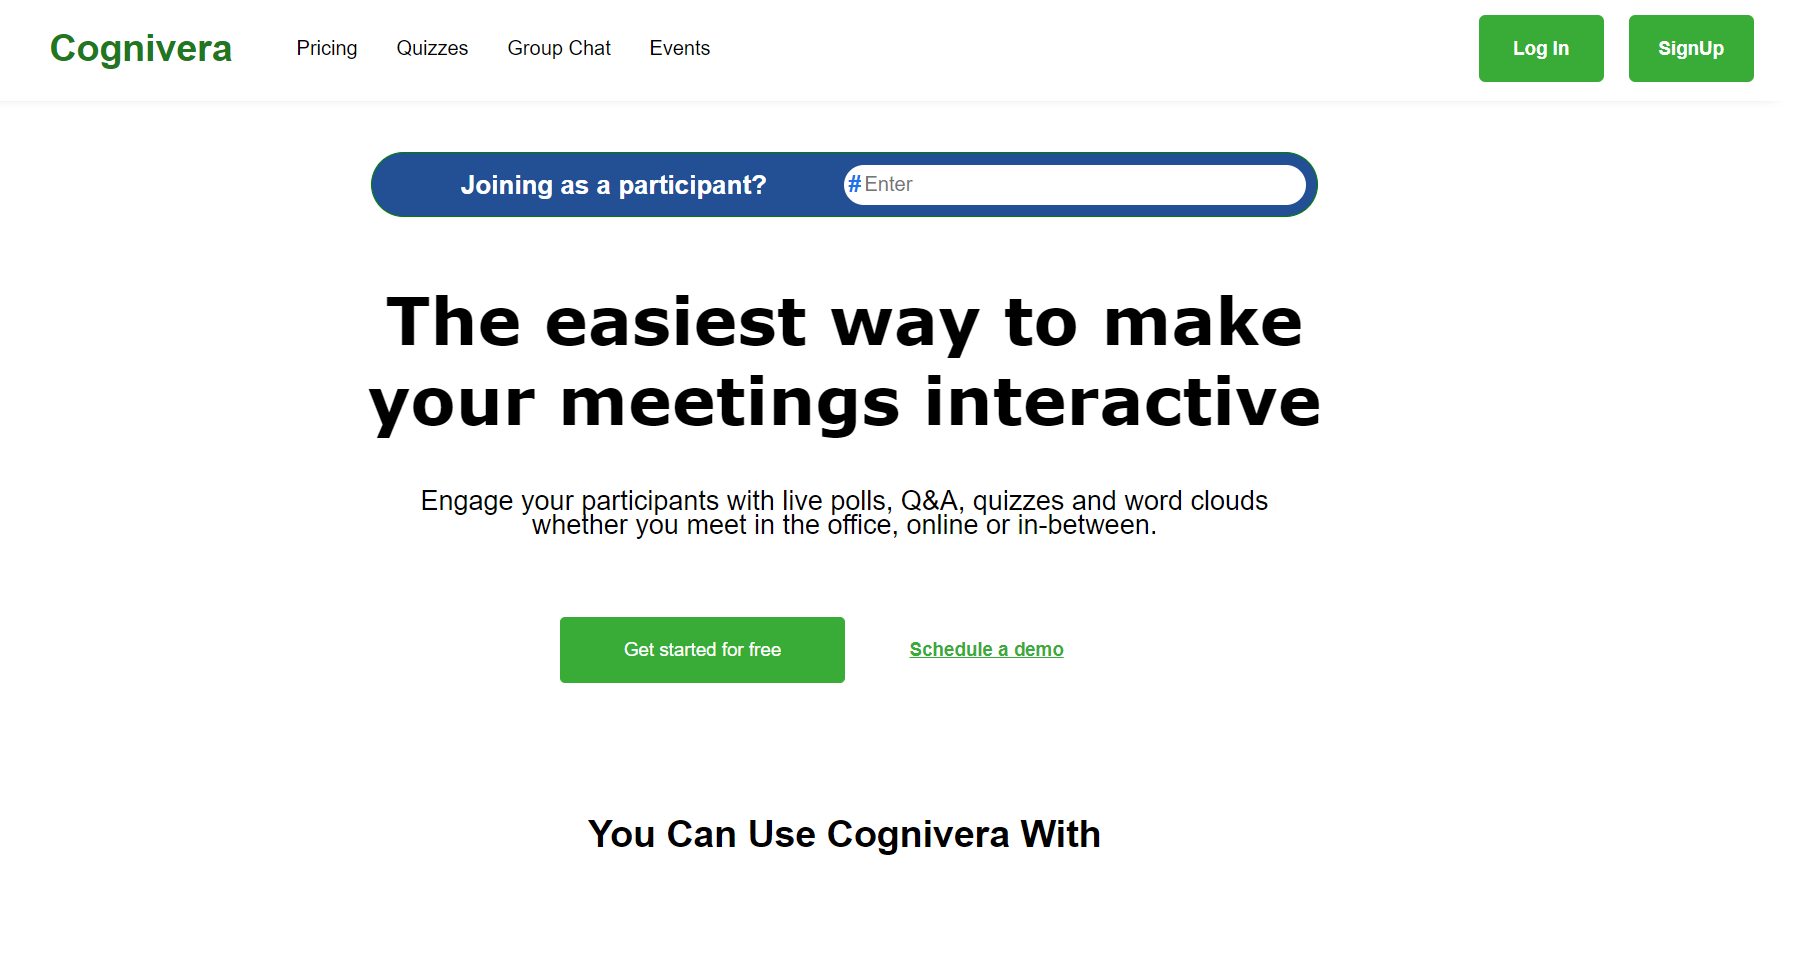 Cognivera Pricing Quizzes Group Chat Events Log In SignUp
Joining as a participant? # Enter
The easiest way to make
your meetings interactive
Engage your participants with live polls, Q&A, quizzes and word clouds
whether you meet in the office, online or in-between.
Get started for free Schedule a demo
You Can Use Cognivera With